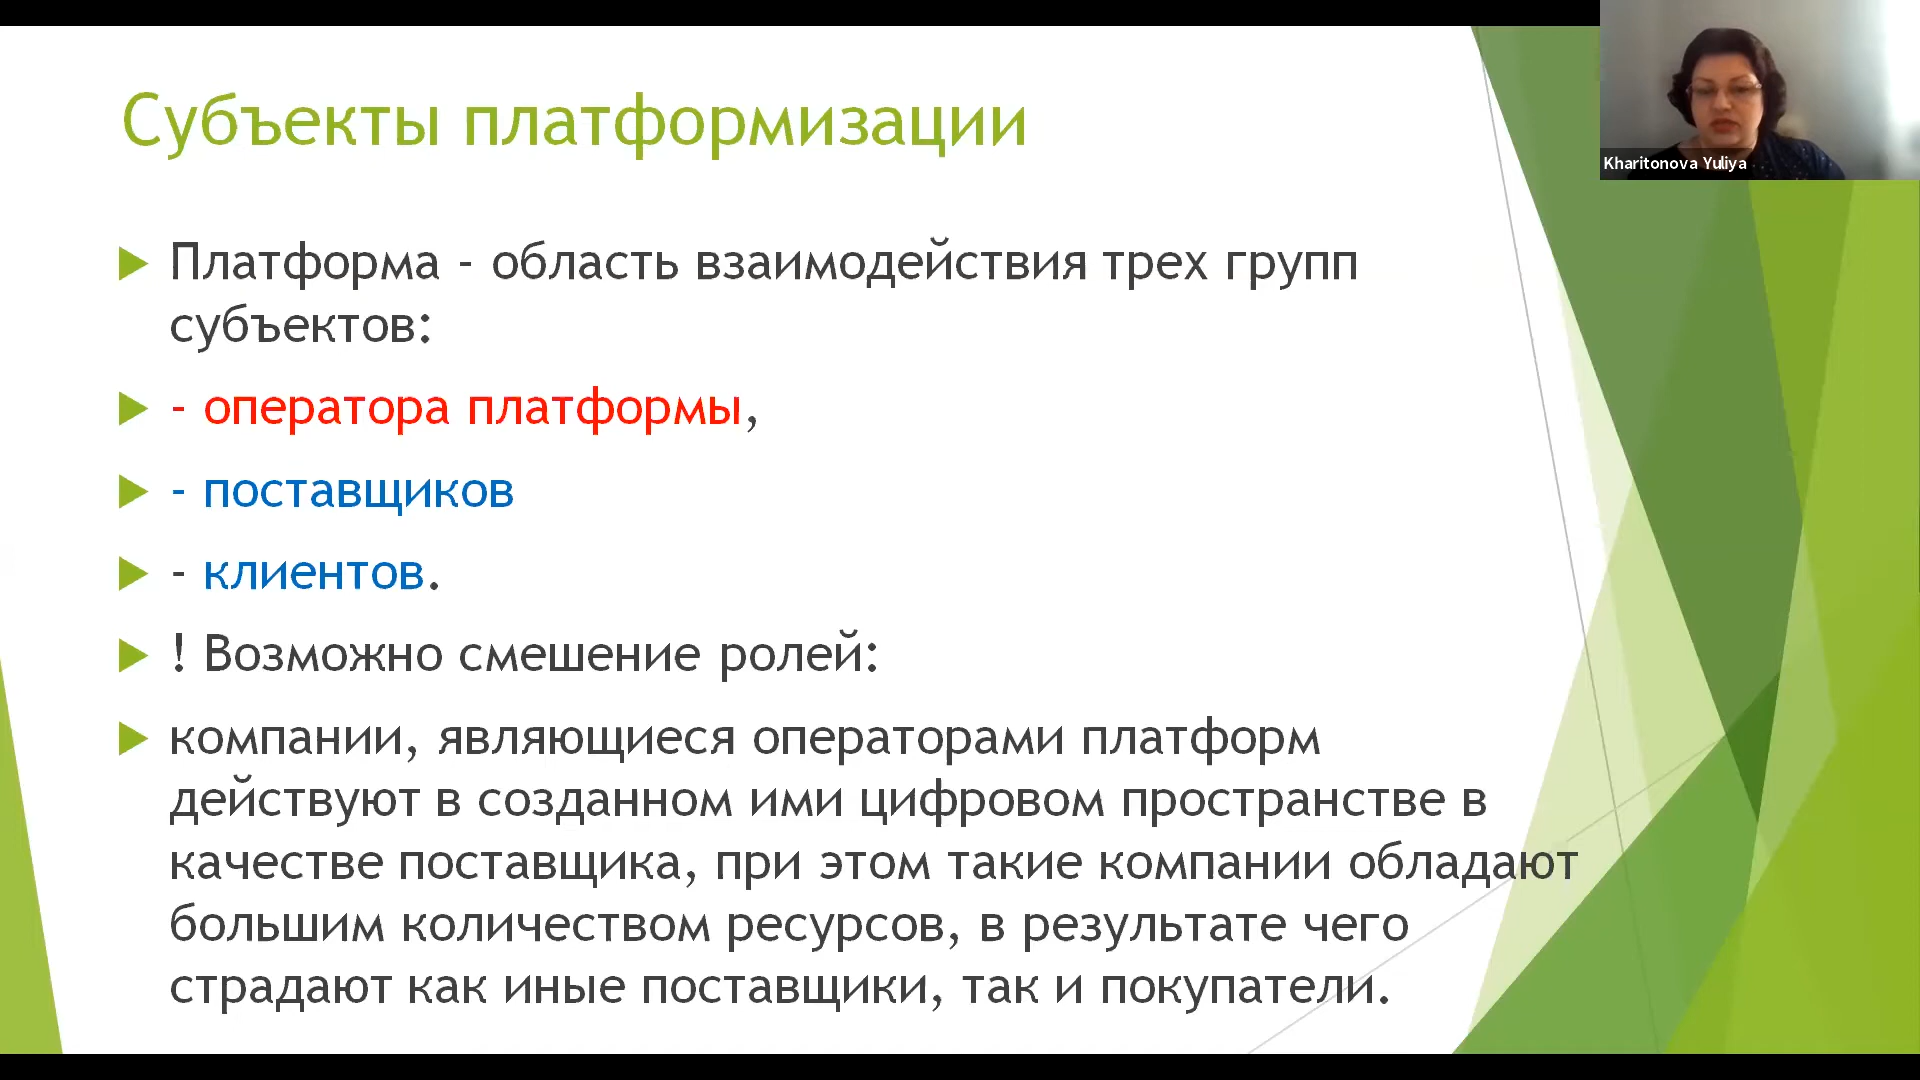 Субъекты платформизации
Kharitonova Yuliya
Платформа - область взаимодействия трех групп
субъектов:
- оператора платформы,
- поставщиков
- клиентов.
! Возможно смешение ролей:
компании, являющиеся операторами платформ
действуют в созданном ими цифровом пространстве в
качестве поставщика, при этом такие компании обладают
большим количеством ресурсов, в результате чего
страдают как иные поставщики, так и покупатели.